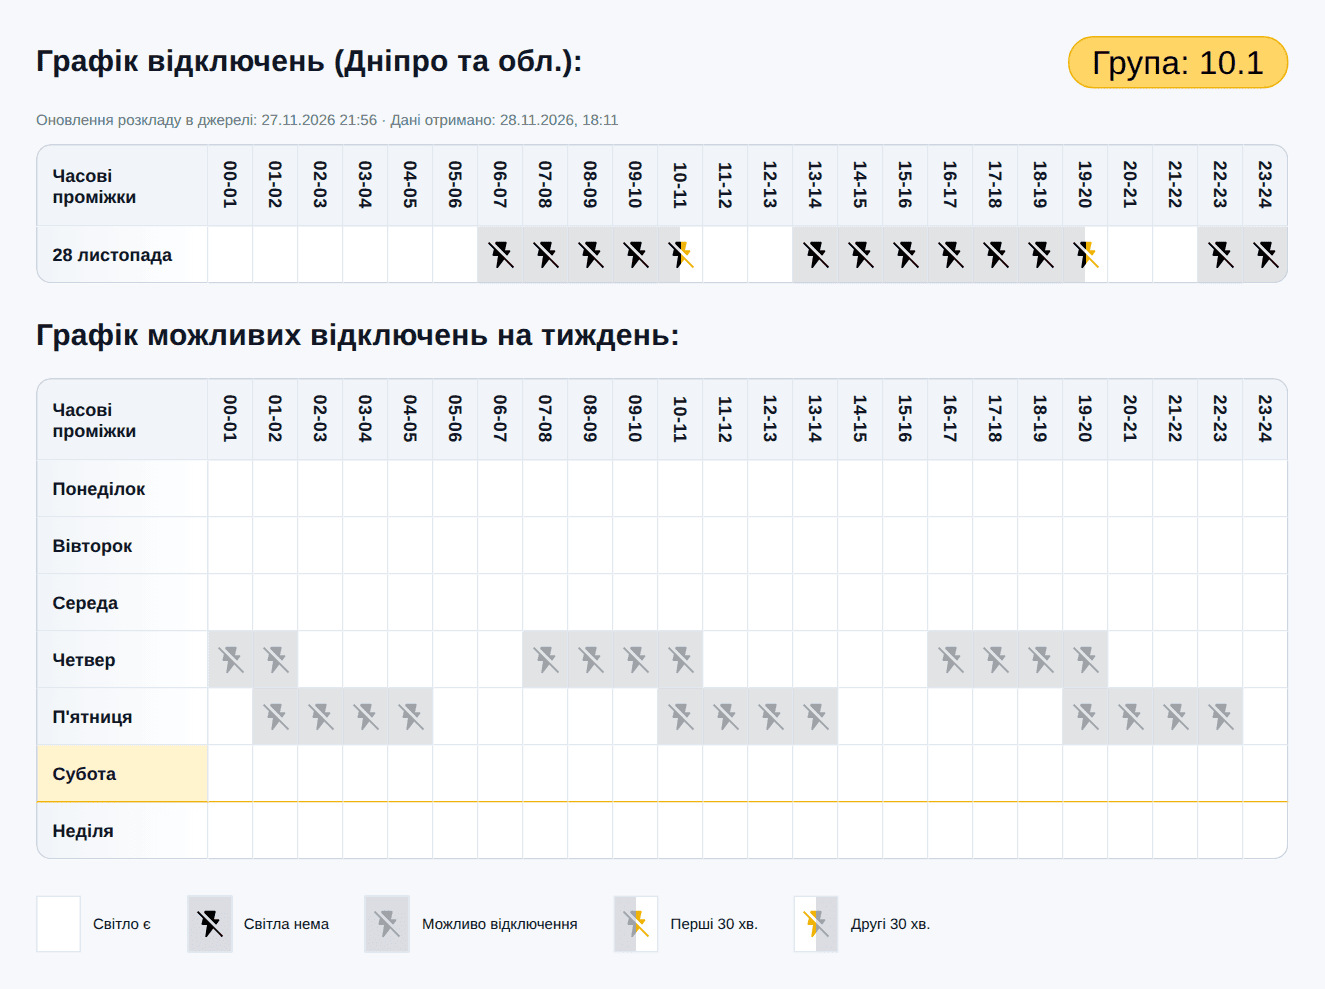 Графік відключень (Дніпро та обл.):
Група: 10.1
Оновлення розкладу в джерелі: 27.11.2026 21:56 · Дані отримано: 28.11.2026, 18:11
Часові
проміжки
00-01 01-02 02-03 03-04 04-05 05-06 06-07 07-08 08-09 09-10 10-11 11-12 12-13 13-14 14-15 15-16 16-17 17-18 18-19 19-20 20-21 21-22 22-23 23-24
28 листопада
Графік можливих відключень на тиждень:
Часові
проміжки
00-01 01-02 02-03 03-04 04-05 05-06 06-07 07-08 08-09 09-10 10-11 11-12 12-13 13-14 14-15 15-16 16-17 17-18 18-19 19-20 20-21 21-22 22-23 23-24
Понеділок
Вівторок
Середа
Четвер
П'ятниця
Субота
Неділя
Світло є Світла нема Можливо відключення Перші 30 хв. Другі 30 хв.